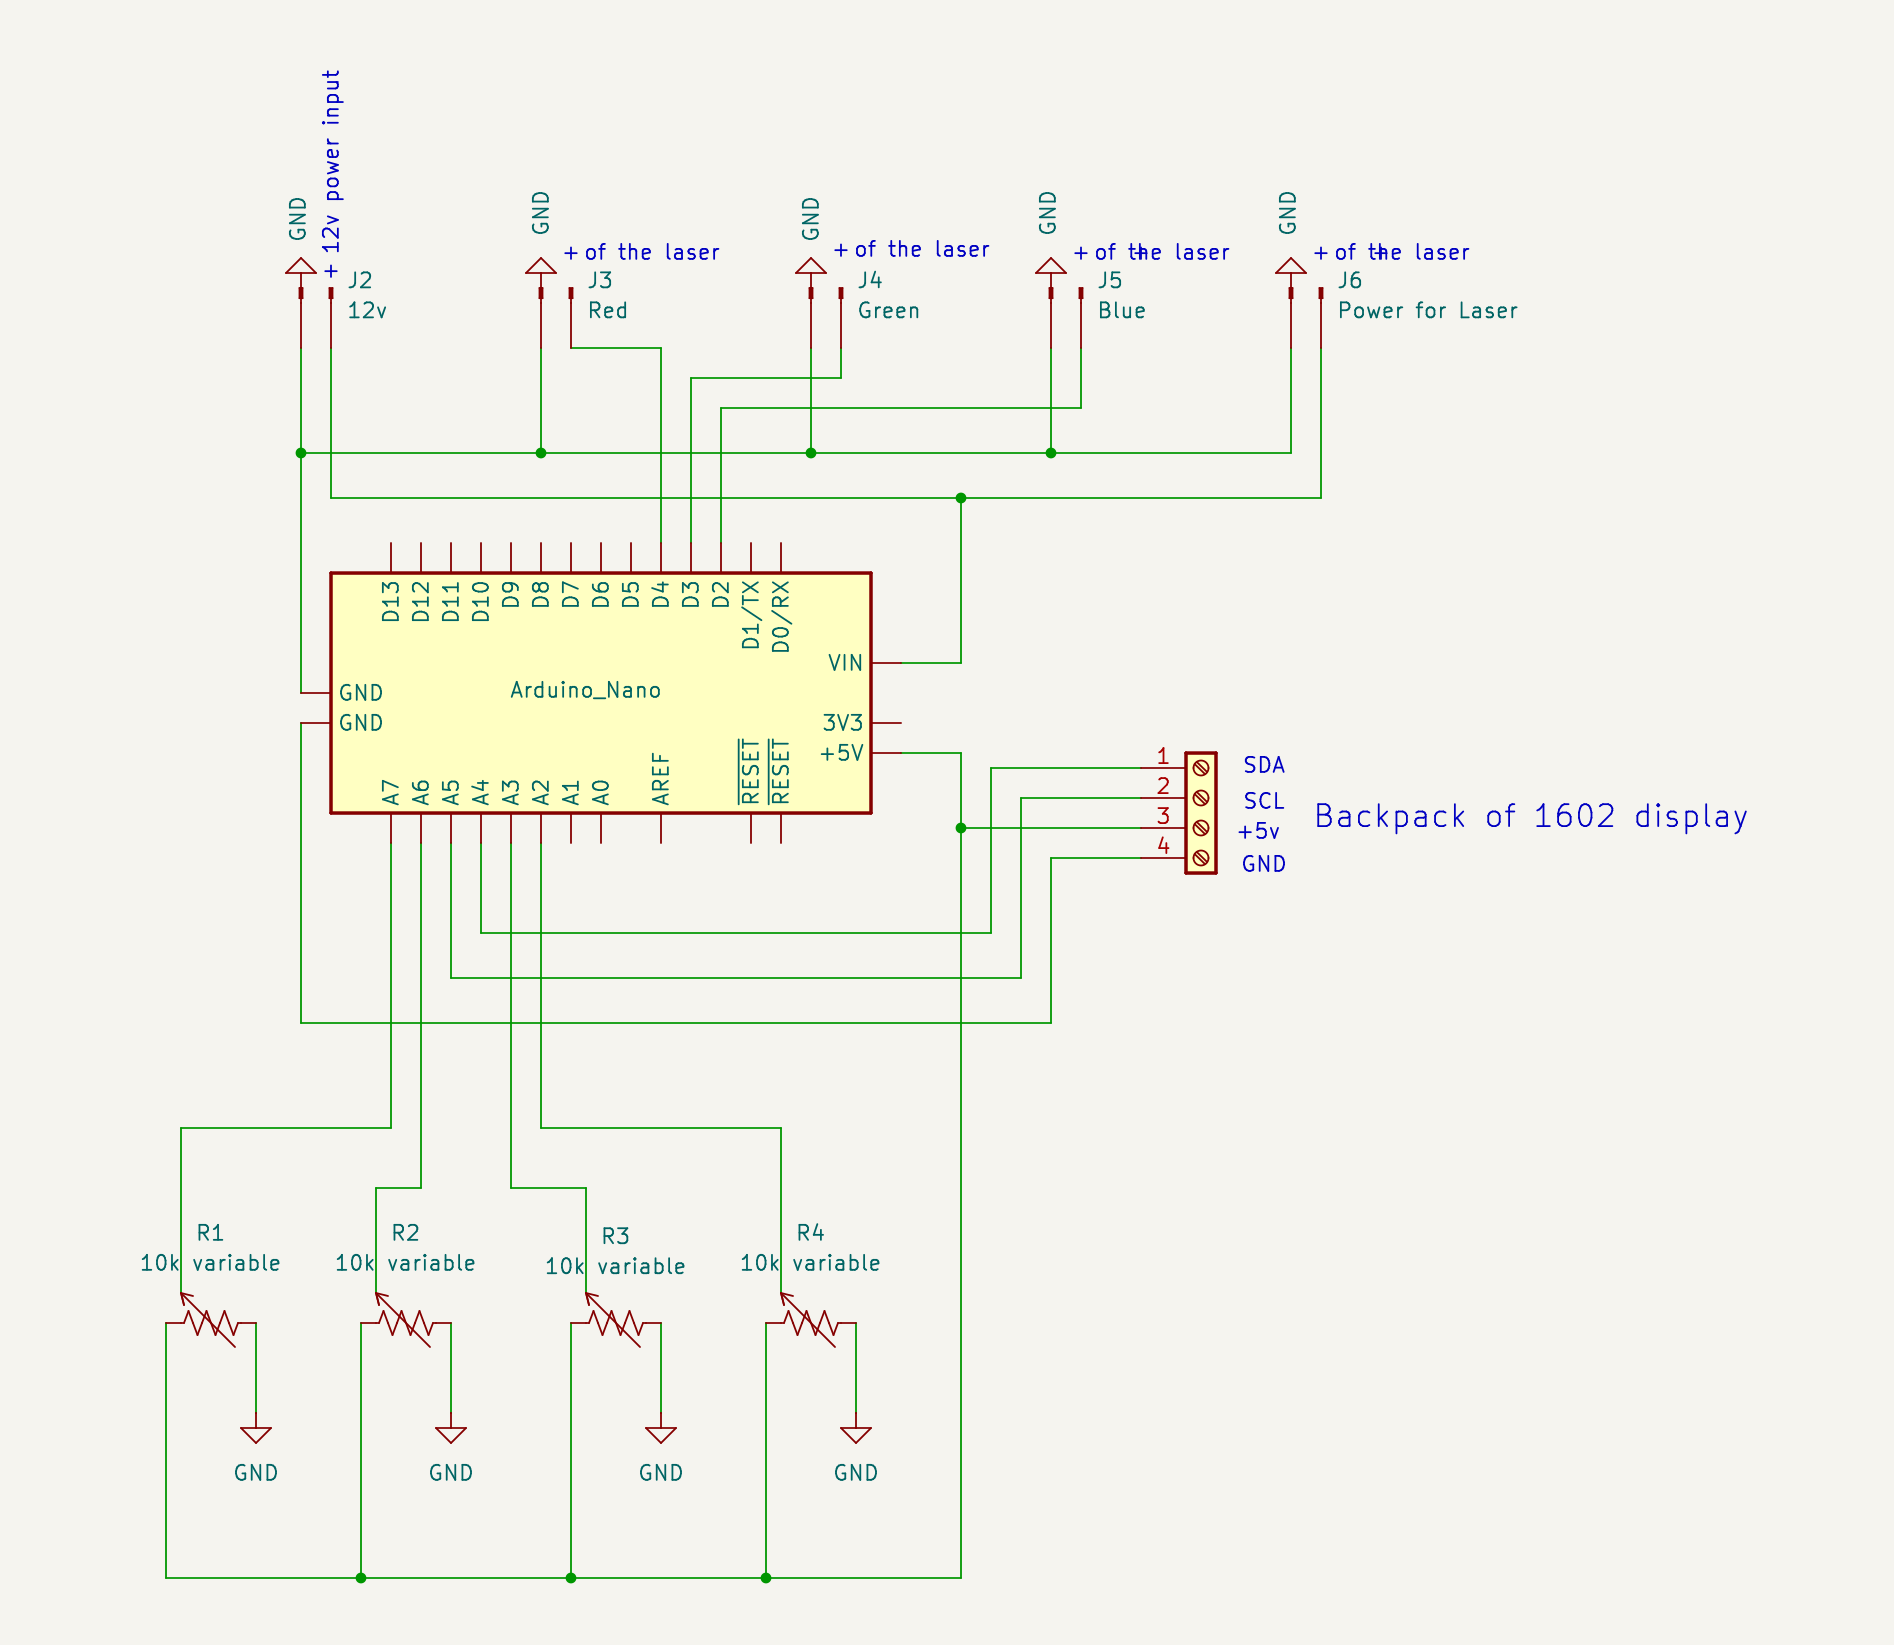 + 12v power input
GND
GND
GND
GND
GND
+ of the laser
+ of the laser
+ of the laser
+
+ of the laser
+
J2
12v
J3
Red
J4
Green
J5
Blue
J6
Power for Laser
D13
D12
D11
D10
D9
D8
D7
D6
D5
D4
D3
D2
D1/TX
D0/RX
VIN
GND
GND
Arduino_Nano
3V3
+5V
A7
A6
A5
A4
A3
A2
A1
A0
AREF
RESET
RESET
1
2
3
4
SDA
SCL
+5v
GND
Backpack of 1602 display
R1
10k variable
R2
10k variable
R3
10k variable
R4
10k variable
GND
GND
GND
GND